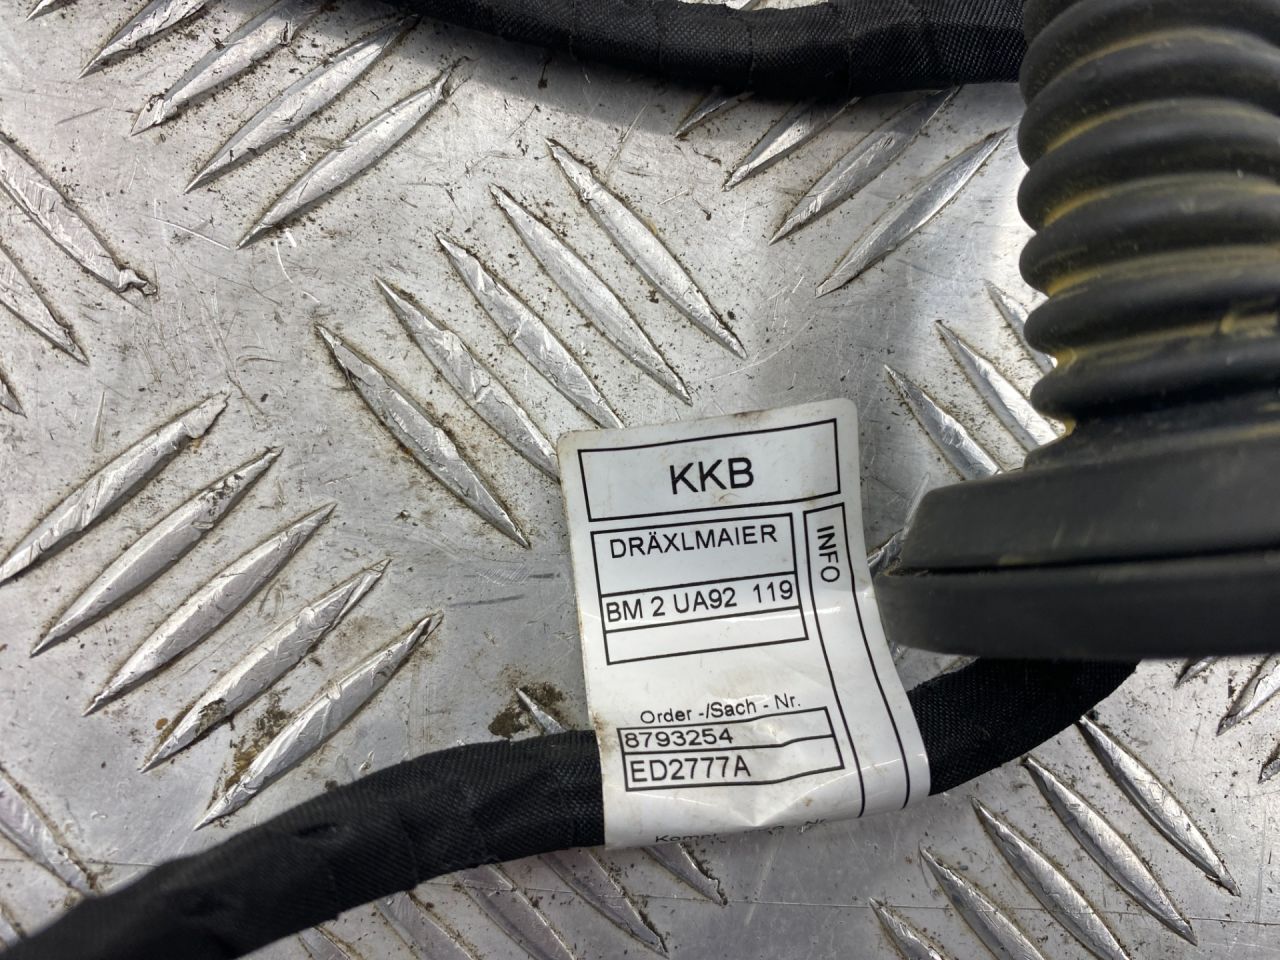 KKB
DRÄXLMAIER
BM 2 UA92 119
INFO
Order -/Sach - Nr.
8793254
ED2777A